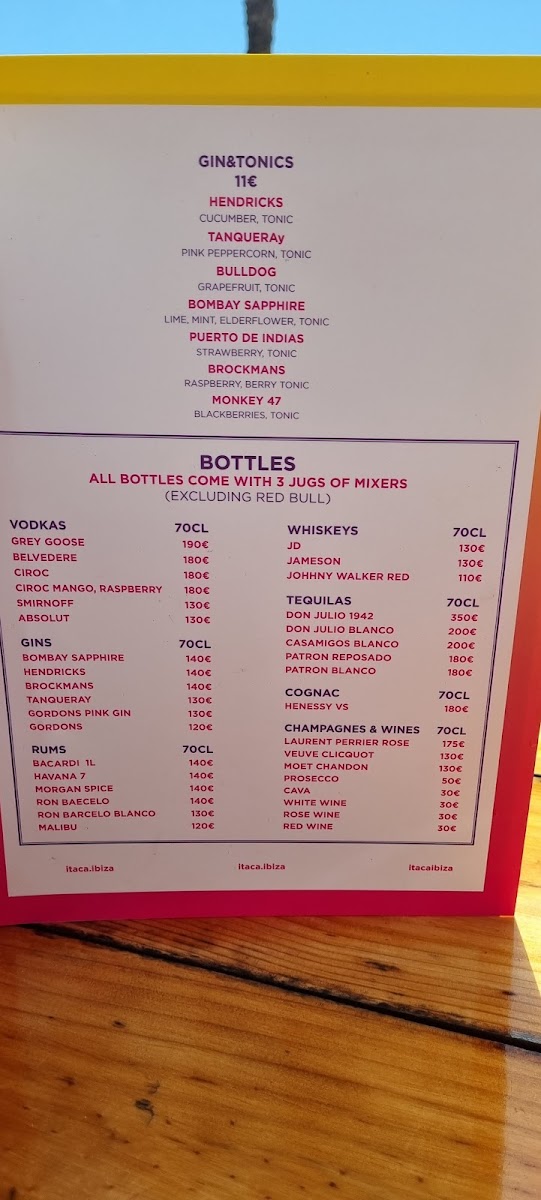 GIN&TONICS
11€
HENDRICKS
CUCUMBER, TONIC
TANQUERAy
PINK PEPPERCORN, TONIC
BULLDOG
GRAPEFRUIT, TONIC
BOMBAY SAPPHIRE
LIME, MINT, ELDERFLOWER, TONIC
PUERTO DE INDIAS
STRAWBERRY, TONIC
BROCKMANS
RASPBERRY, BERRY TONIC
MONKEY 47
BLACKBERRIES, TONIC
BOTTLES
ALL BOTTLES COME WITH 3 JUGS OF MIXERS
(EXCLUDING RED BULL)
VODKAS 70CL
GREY GOOSE 190€
BELVEDERE 180€
CIROC 180€
CIROC MANGO, RASPBERRY 180€
SMIRNOFF 130€
ABSOLUT 130€
GINS 70CL
BOMBAY SAPPHIRE 140€
HENDRICKS 140€
BROCKMANS 140€
TANQUERAY 130€
GORDONS PINK GIN 130€
GORDONS 120€
RUMS 70CL
BACARDI 1L 140€
HAVANA 7 140€
MORGAN SPICE 140€
RON BAECELO 140€
RON BARCELO BLANCO 130€
MALIBU 120€
WHISKEYS 70CL
JD 130€
JAMESON 130€
JOHHNY WALKER RED 110€
TEQUILAS 70CL
DON JULIO 1942 350€
DON JULIO BLANCO 200€
CASAMIGOS BLANCO 200€
PATRON REPOSADO 180€
PATRON BLANCO 180€
COGNAC 70CL
HENESSY VS 180€
CHAMPAGNES & WINES 70CL
LAURENT PERRIER ROSE 175€
VEUVE CLICQUOT 130€
MOET CHANDON 130€
PROSECCO 50€
CAVA 30€
WHITE WINE 30€
ROSE WINE 30€
RED WINE 30€
itaca.ibiza itaca.ibiza itacaibiza